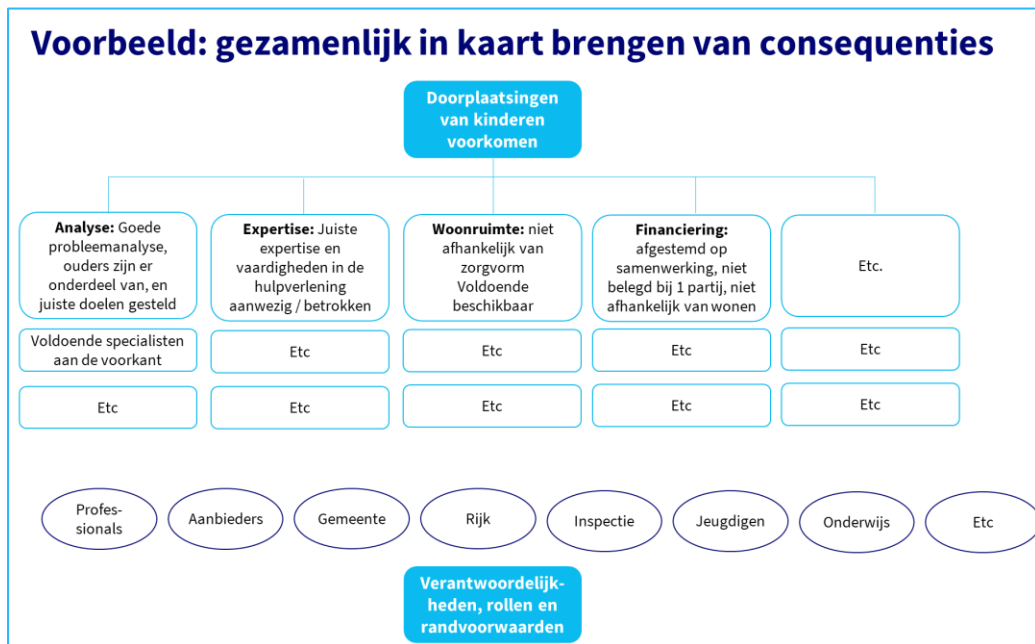 Voorbeeld: gezamenlijk in kaart brengen van consequenties
Doorplaatsingen
van kinderen
voorkomen
Analyse: Goede
probleemanalyse,
ouders zijn er
onderdeel van, en
juiste doelen gesteld
Expertise: Juiste
expertise en
vaardigheden in de
hulpverlening
aanwezig / betrokken
Woonruimte: niet
afhankelijk van
zorgvorm
Voldoende
beschikbaar
Financiering:
afgestemd op
samenwerking, niet
belegd bij 1 partij, niet
afhankelijk van wonen
Etc.
Voldoende specialisten
aan de voorkant
Etc
Etc
Etc
Etc
Etc
Etc
Etc
Etc
Etc
Profes-
sionals
Aanbieders
Gemeente
Rijk
Inspectie
Jeugdigen
Onderwijs
Etc
Verantwoordelijk-
heden, rollen en
randvoorwaarden